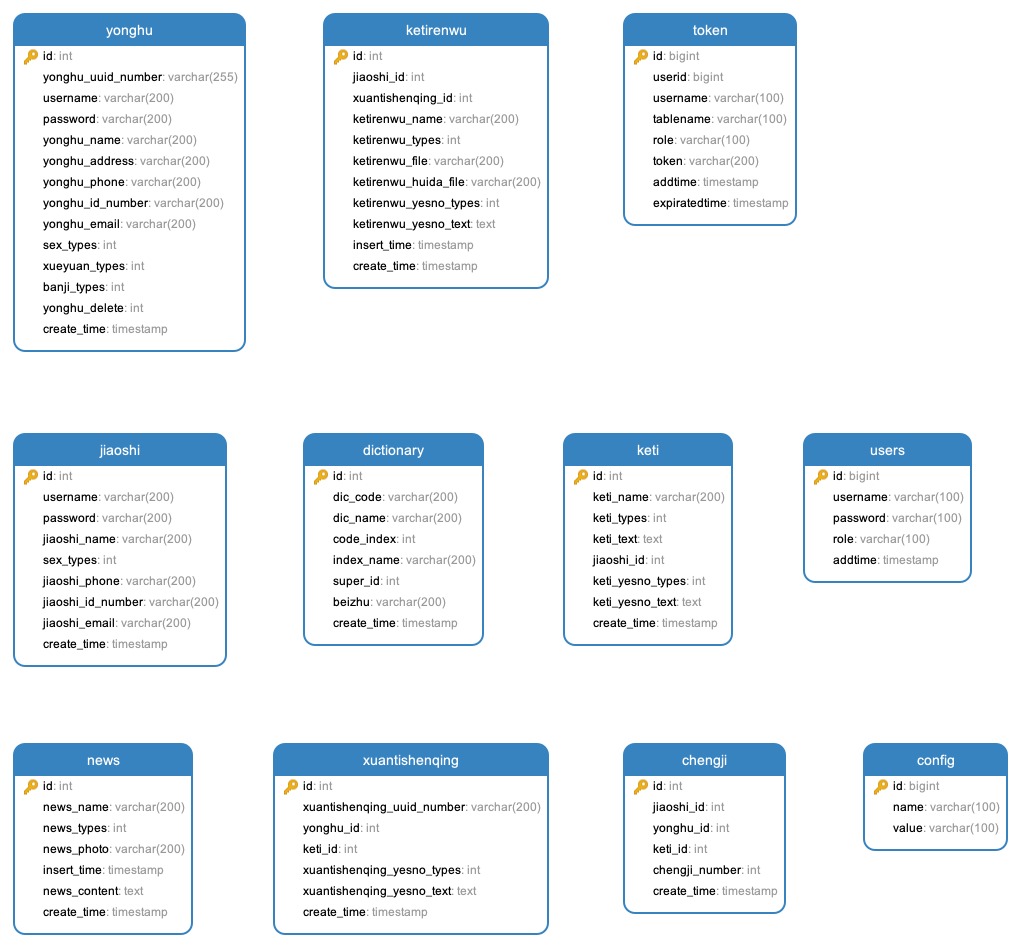 yonghu
id: int
yonghu_uuid_number: varchar(255)
username: varchar(200)
password: varchar(200)
yonghu_name: varchar(200)
yonghu_address: varchar(200)
yonghu_phone: varchar(200)
yonghu_id_number: varchar(200)
yonghu_email: varchar(200)
sex_types: int
xueyuan_types: int
banji_types: int
yonghu_delete: int
create_time: timestamp
ketirenwu
id: int
jiaoshi_id: int
xuantishenqing_id: int
ketirenwu_name: varchar(200)
ketirenwu_types: int
ketirenwu_file: varchar(200)
ketirenwu_huida_file: varchar(200)
ketirenwu_yesno_types: int
ketirenwu_yesno_text: text
insert_time: timestamp
create_time: timestamp
token
id: bigint
userid: bigint
username: varchar(100)
tablename: varchar(100)
role: varchar(100)
token: varchar(200)
addtime: timestamp
expiratedtime: timestamp
jiaoshi
id: int
username: varchar(200)
password: varchar(200)
jiaoshi_name: varchar(200)
sex_types: int
jiaoshi_phone: varchar(200)
jiaoshi_id_number: varchar(200)
jiaoshi_email: varchar(200)
create_time: timestamp
dictionary
id: int
dic_code: varchar(200)
dic_name: varchar(200)
code_index: int
index_name: varchar(200)
super_id: int
beizhu: varchar(200)
create_time: timestamp
keti
id: int
keti_name: varchar(200)
keti_types: int
keti_text: text
jiaoshi_id: int
keti_yesno_types: int
keti_yesno_text: text
create_time: timestamp
users
id: bigint
username: varchar(100)
password: varchar(100)
role: varchar(100)
addtime: timestamp
news
id: int
news_name: varchar(200)
news_types: int
news_photo: varchar(200)
insert_time: timestamp
news_content: text
create_time: timestamp
xuantishenqing
id: int
xuantishenqing_uuid_number: varchar(200)
yonghu_id: int
keti_id: int
xuantishenqing_yesno_types: int
xuantishenqing_yesno_text: text
create_time: timestamp
chengji
id: int
jiaoshi_id: int
yonghu_id: int
keti_id: int
chengji_number: int
create_time: timestamp
config
id: bigint
name: varchar(100)
value: varchar(100)